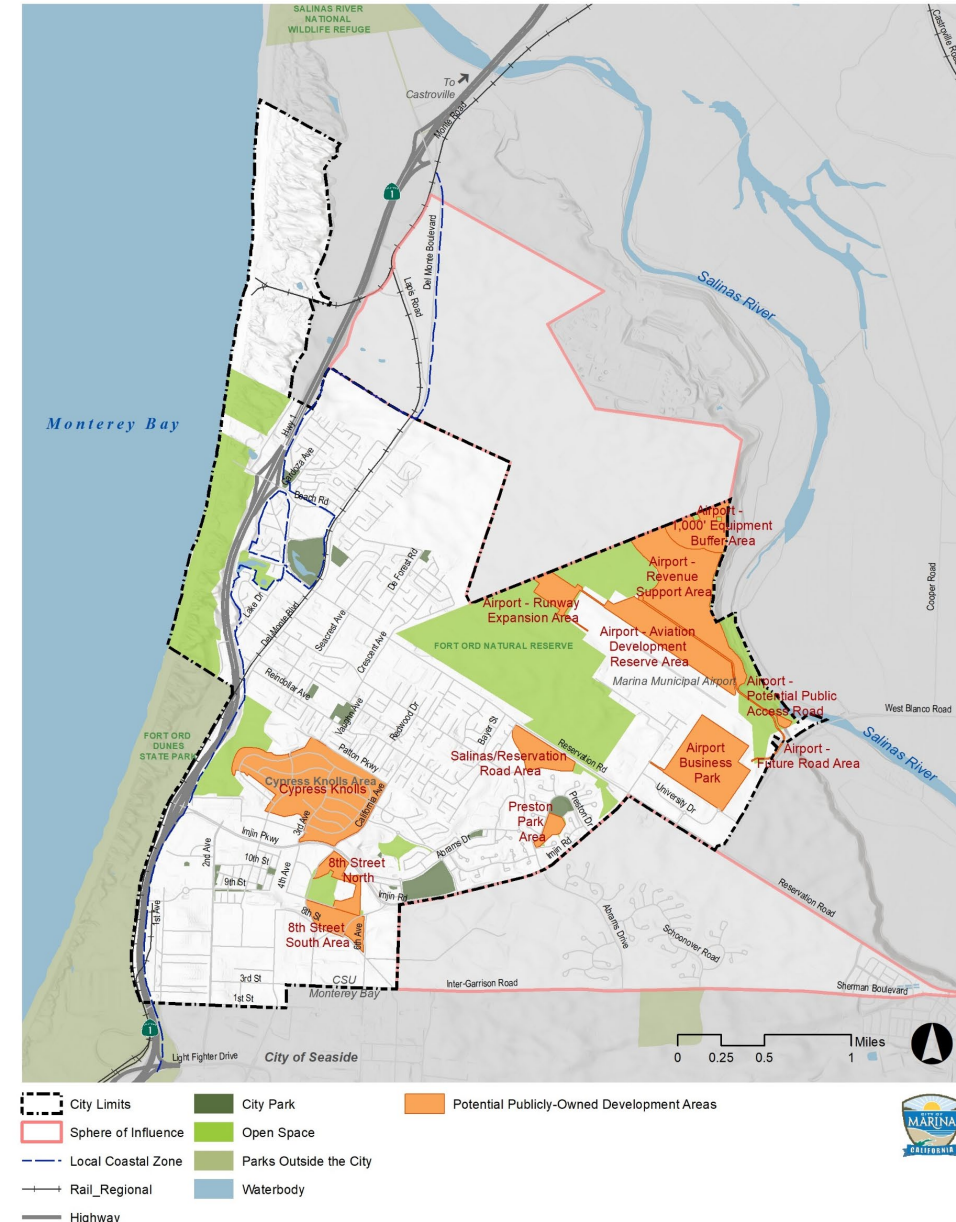 SALINAS RIVER
NATIONAL
WILDLIFE REFUGE
To
Castroville
Monte Road
Castroville Ro
1
Del Monte Boulevard
Lapis Road
Salinas River
Monterey Bay
Hwy 1
Cardoza Ave
Beach Rd
Lake Dr
Del Monte Blvd
Seacrest Ave
De Forest Rd
Crescent Ave
Reindollar Ave
Vaughn Ave
Redwood Dr
Bayer St
Patton Pkwy
Airport -
1,000' Equipment
Buffer Area
Airport -
Revenue
Support Area
Airport - Runway
Expansion Area
Airport - Aviation
Development
Reserve Area
FORT ORD NATURAL RESERVE
Marina Municipal Airport
Airport -
Potential Public
Access Road
Cooper Road
West Blanco Road
Salinas River
Airport -
Future Road Area
Airport
Business
Park
University Dr
FORT ORD
DUNES
STATE PARK
Cypress Knolls Area
Cypress Knolls
California Ave
3rd Ave
Salinas/Reservation
Road Area
Reservation Rd
Preston
Park
Area
Preston Dr
Imjin Rd
Abrams Dr
Imjin Pkwy
2nd Ave
10th St
9th St
4th Ave
8th Street
North
Imjin Rd
8th St
8th Street
South Area
6th Ave
1st Ave
3rd St
1st St
CSU
Monterey Bay
Abrams Drive
Schoonover Road
Reservation Road
Inter-Garrison Road
Sherman Boulevard
1
Light Fighter Drive
City of Seaside
Miles
0 0.25 0.5 1
City Limits
Sphere of Influence
Local Coastal Zone
Rail_Regional
Highway
City Park
Open Space
Parks Outside the City
Waterbody
Potential Publicly-Owned Development Areas
CITY OF
MARINA
CALIFORNIA